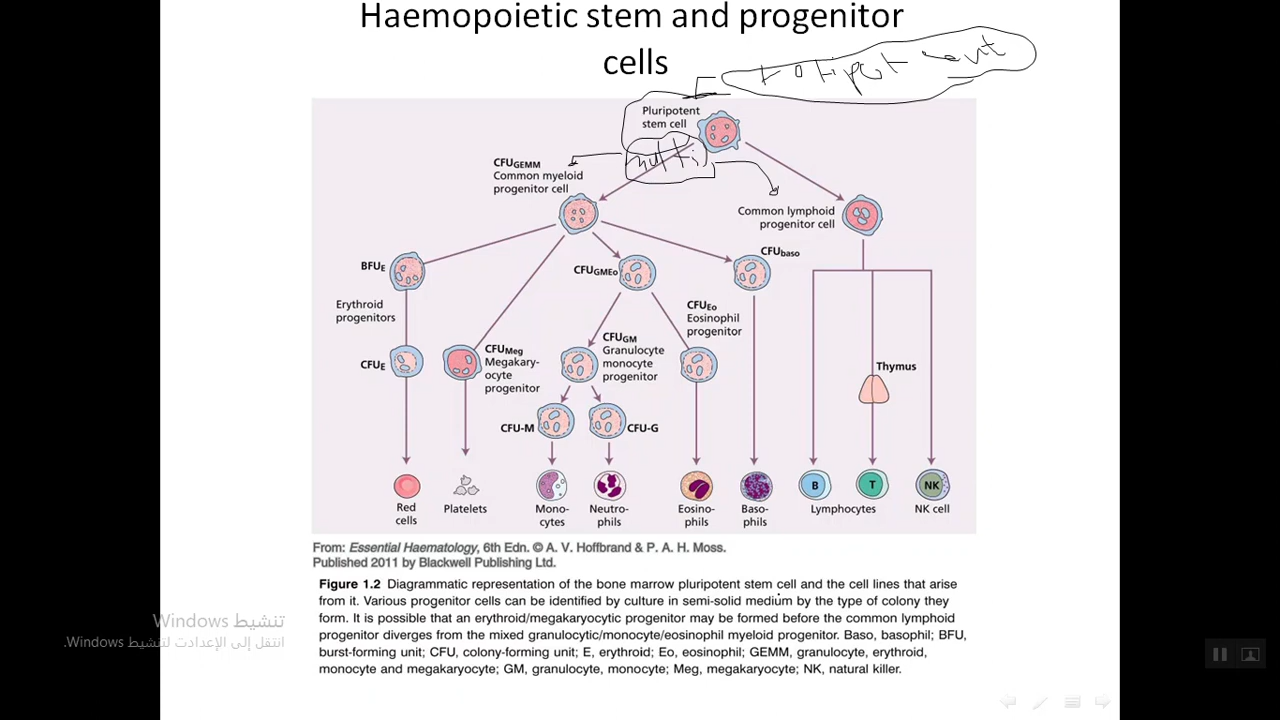 Haemopoietic stem and progenitor
cells
totipotent
Pluripotent
stem cell
multi
CFUGEMM
Common myeloid
progenitor cell
Common lymphoid
progenitor cell
BFUE
CFUGMEo
CFUbaso
Erythroid
progenitors
CFUEo
Eosinophil
progenitor
CFUE
CFUMeg
Megakary-
ocyte
progenitor
CFUGM
Granulocyte
monocyte
progenitor
Thymus
CFU-M
CFU-G
B
T
NK
Red
cells
Platelets
Mono-
cytes
Neutro-
phils
Eosino-
phils
Baso-
phils
Lymphocytes
NK cell
From: Essential Haematology, 6th Edn. © A. V. Hoffbrand & P. A. H. Moss.
Published 2011 by Blackwell Publishing Ltd.
Figure 1.2 Diagrammatic representation of the bone marrow pluripotent stem cell and the cell lines that arise
from it. Various progenitor cells can be identified by culture in semi-solid medium by the type of colony they
form. It is possible that an erythroid/megakaryocytic progenitor may be formed before the common lymphoid
progenitor diverges from the mixed granulocytic/monocyte/eosinophil myeloid progenitor. Baso, basophil; BFU,
burst-forming unit; CFU, colony-forming unit; E, erythroid; Eo, eosinophil; GEMM, granulocyte, erythroid,
monocyte and megakaryocyte; GM, granulocyte, monocyte; Meg, megakaryocyte; NK, natural killer.
تنشيط Windows
انتقل إلى الإعدادات لتنشيط Windows.